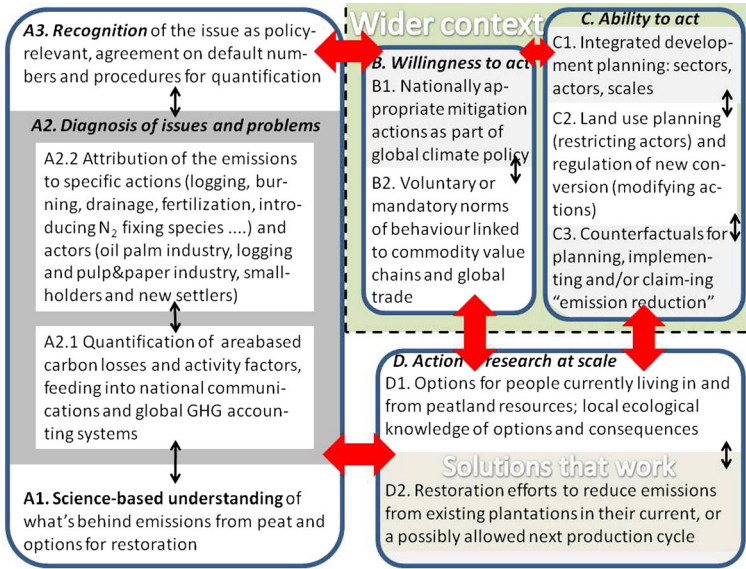 A3. Recognition of the issue as policy-
relevant, agreement on default num-
bers and procedures for quantification
A2. Diagnosis of issues and problems
A2.2 Attribution of the emissions
to specific actions (logging, bur-
ning, drainage, fertilization, intro-
ducing N2 fixing species ....) and
actors (oil palm industry, logging
and pulp&paper industry, small-
holders and new settlers)
A2.1 Quantification of areabased
carbon losses and activity factors,
feeding into national communi-
cations and global GHG accoun-
ting systems
A1. Science-based understanding of
what's behind emissions from peat and
options for restoration
Wider context
B. Willingness to act
B1. Nationally ap-
propriate mitigation
actions as part of
global climate policy
B2. Voluntary or
mandatory norms
of behaviour linked
to commodity value
chains and global
trade
C. Ability to act
C1. Integrated develop-
ment planning: sectors,
actors, scales
C2. Land use planning
(restricting actors) and
regulation of new con-
version (modifying ac-
tions)
C3. Counterfactuals for
planning, implemen-
ting and/or claim-ing
"emission reduction"
D. Action research at scale
D1. Options for people currently living in and
from peatland resources; local ecological
knowledge of options and consequences
Solutions that work
D2. Restoration efforts to reduce emissions
from existing plantations in their current, or
a possibly allowed next production cycle